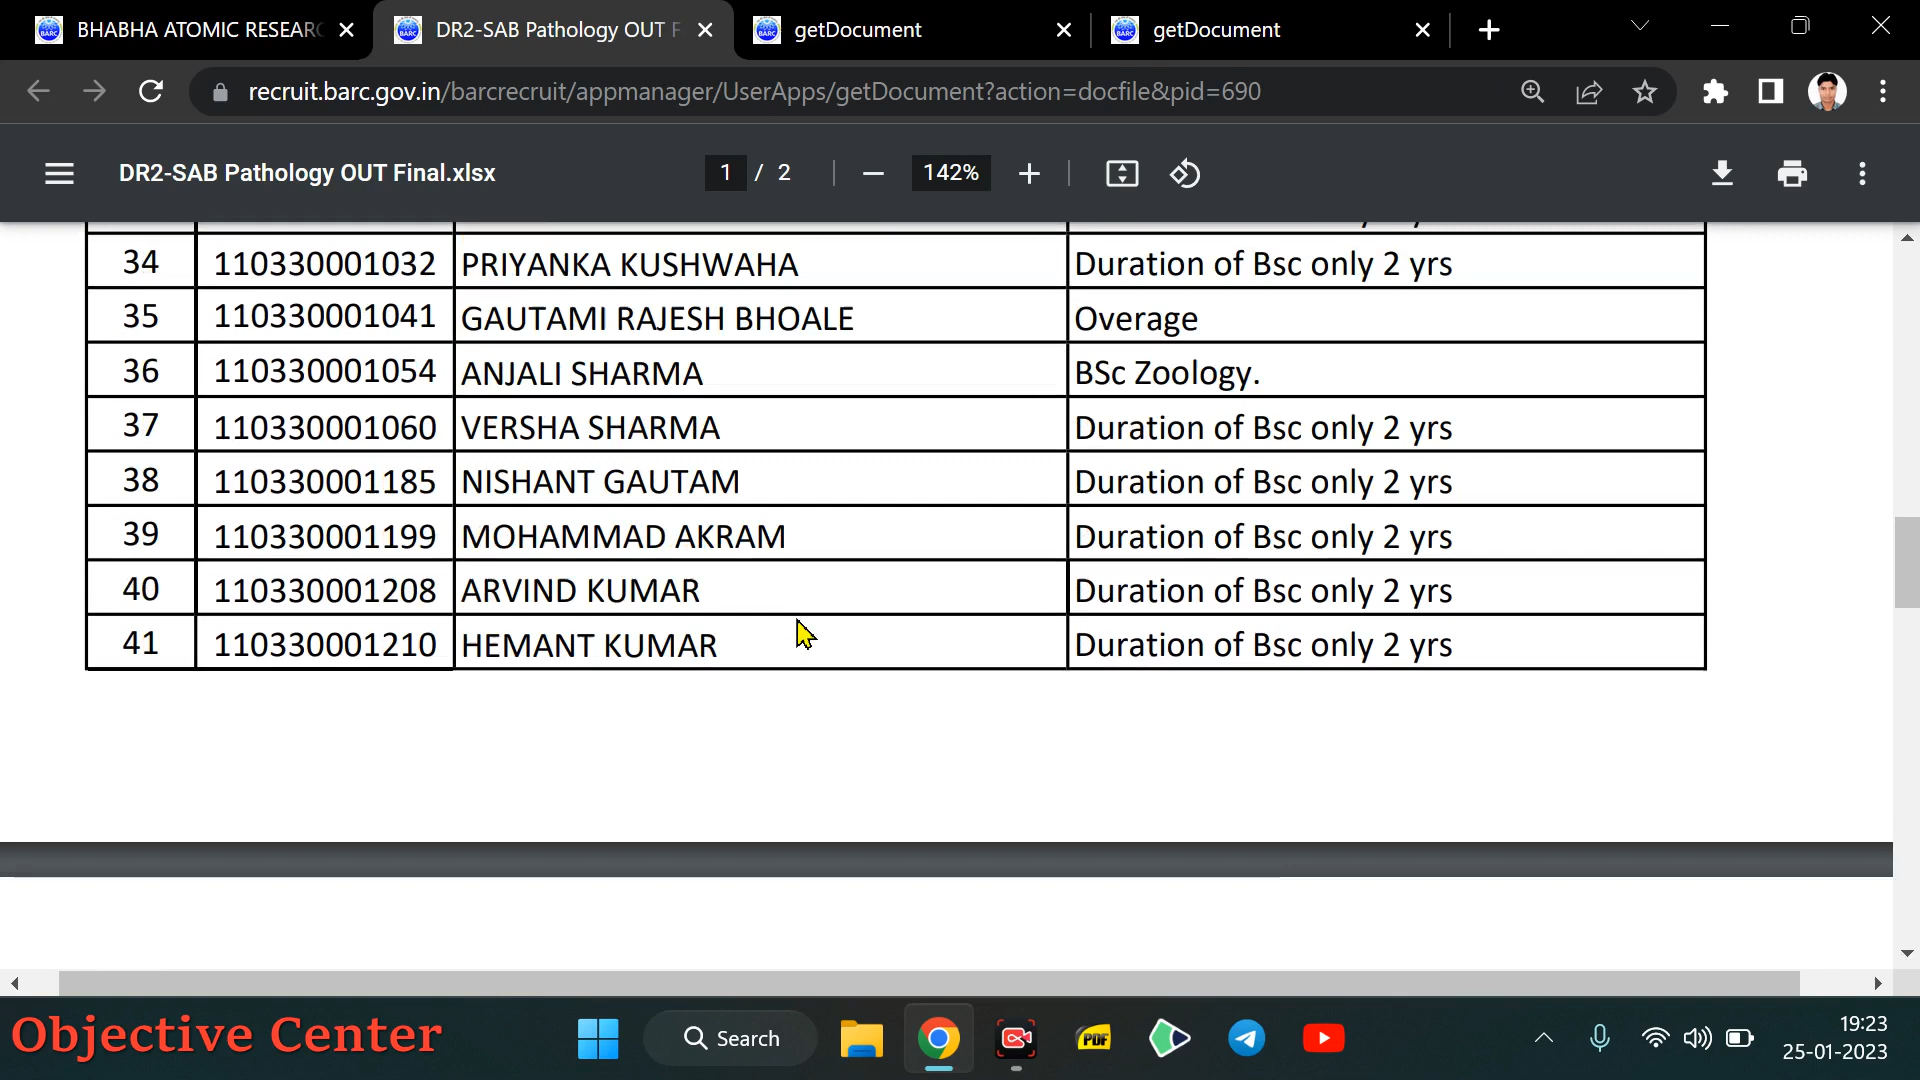 BHABHA ATOMIC RESEARC
DR2-SAB Pathology OUT F
getDocument
getDocument
recruit.barc.gov.in/barcrecruit/appmanager/UserApps/getDocument?action=docfile&pid=690
DR2-SAB Pathology OUT Final.xlsx
1 / 2
142%
34 110330001032 PRIYANKA KUSHWAHA Duration of Bsc only 2 yrs
35 110330001041 GAUTAMI RAJESH BHOALE Overage
36 110330001054 ANJALI SHARMA BSc Zoology.
37 110330001060 VERSHA SHARMA Duration of Bsc only 2 yrs
38 110330001185 NISHANT GAUTAM Duration of Bsc only 2 yrs
39 110330001199 MOHAMMAD AKRAM Duration of Bsc only 2 yrs
40 110330001208 ARVIND KUMAR Duration of Bsc only 2 yrs
41 110330001210 HEMANT KUMAR Duration of Bsc only 2 yrs
Objective Center
Search
PDF
19:23
25-01-2023